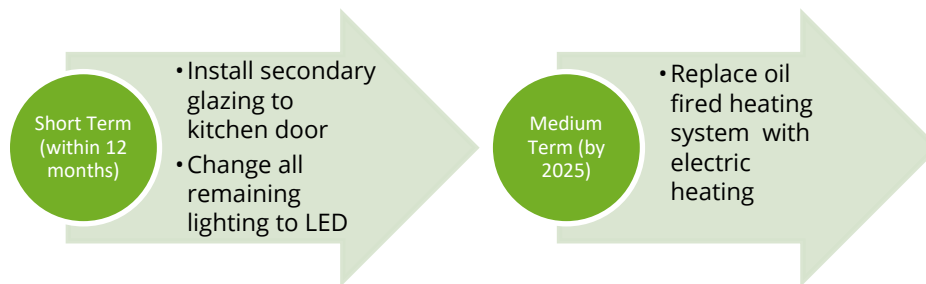 Short Term
(within 12
months)
•Install secondary
glazing to
kitchen door
•Change all
remaining
lighting to LED
Medium
Term (by
2025)
•Replace oil
fired heating
system with
electric
heating